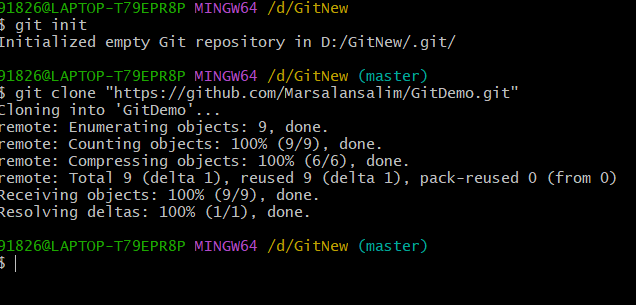 91826@LAPTOP-T79EPR8P MINGW64 /d/GitNew
$ git init
Initialized empty Git repository in D:/GitNew/.git/
91826@LAPTOP-T79EPR8P MINGW64 /d/GitNew (master)
$ git clone "https://github.com/Marsalansalim/GitDemo.git"
Cloning into 'GitDemo'...
remote: Enumerating objects: 9, done.
remote: Counting objects: 100% (9/9), done.
remote: Compressing objects: 100% (6/6), done.
remote: Total 9 (delta 1), reused 9 (delta 1), pack-reused 0 (from 0)
Receiving objects: 100% (9/9), done.
Resolving deltas: 100% (1/1), done.
91826@LAPTOP-T79EPR8P MINGW64 /d/GitNew (master)
$